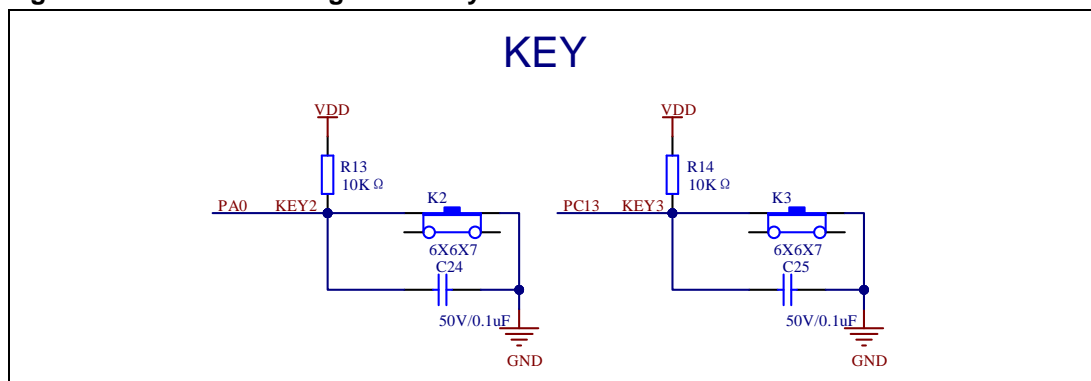 KEY
VDD
R13
10K Ω
PA0 KEY2
K2
6X6X7
C24
50V/0.1uF
GND
VDD
R14
10K Ω
PC13 KEY3
K3
6X6X7
C25
50V/0.1uF
GND